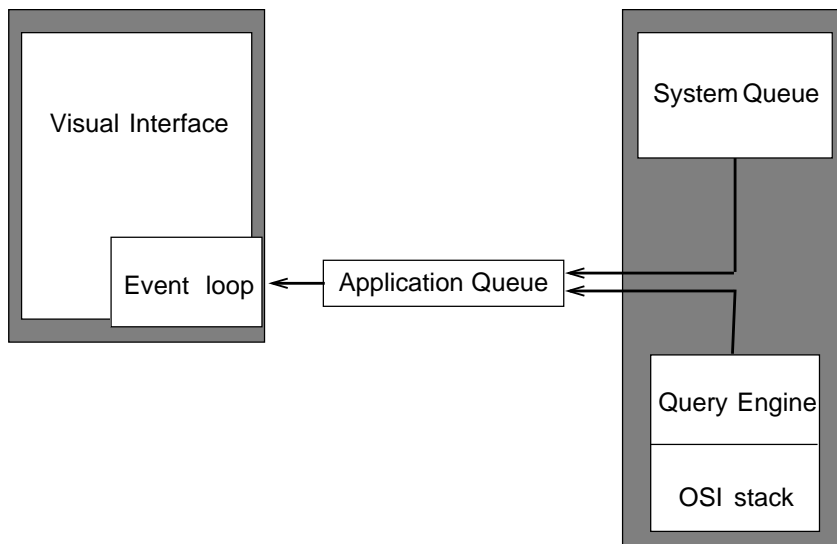 Visual Interface
Event loop
Application Queue
System Queue
Query Engine
OSI stack